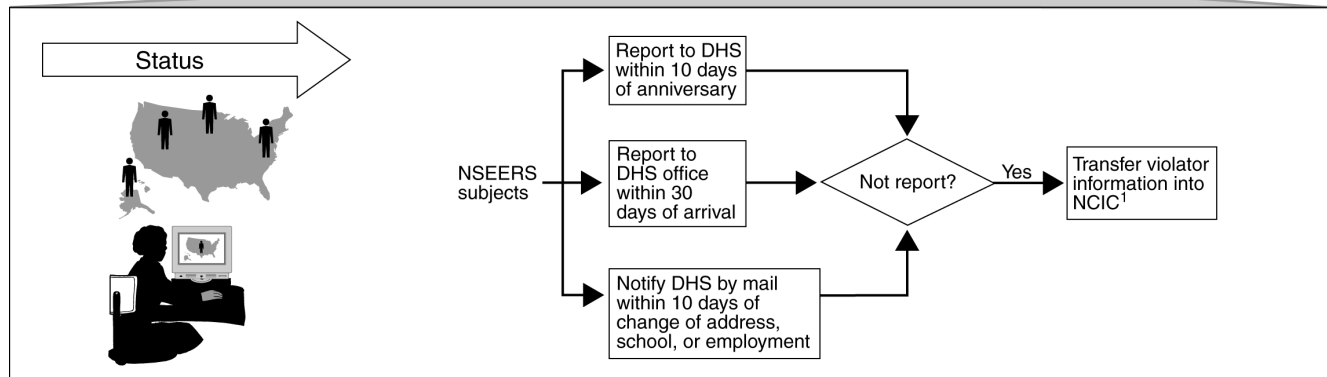 Status
NSEERS
subjects
Report to DHS
within 10 days
of anniversary
Report to
DHS office
within 30
days of arrival
Notify DHS by mail
within 10 days of
change of address,
school, or employment
Not report?
Yes
Transfer violator
information into
NCIC¹